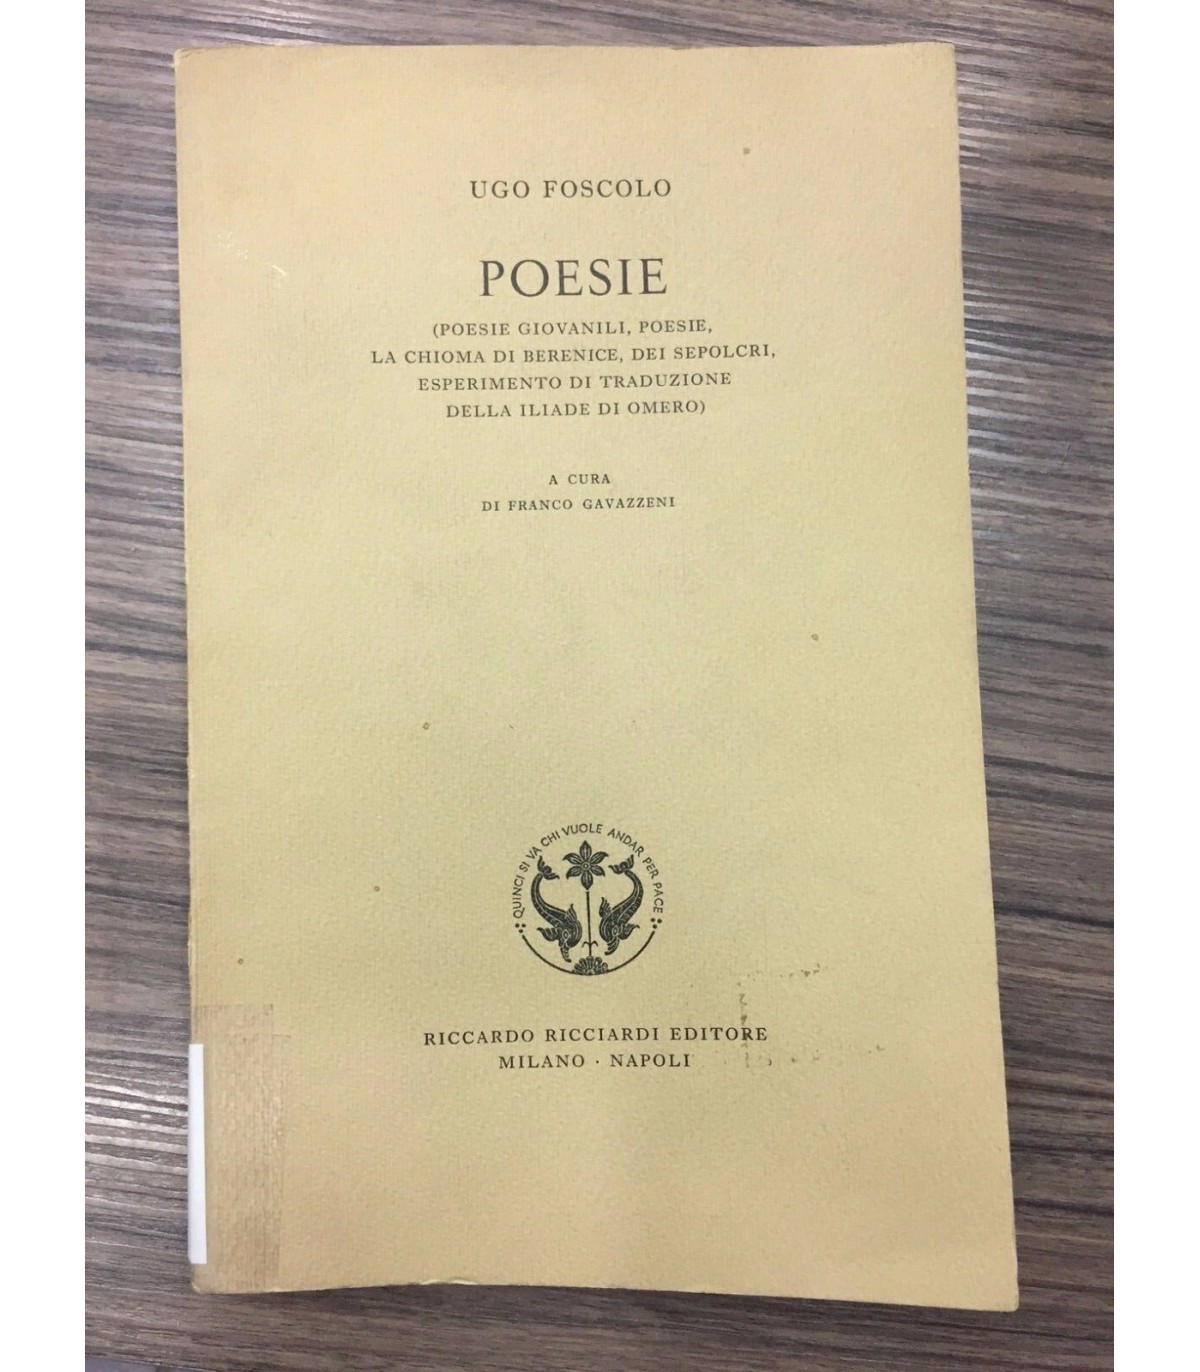 UGO FOSCOLO
POESIE
(POESIE GIOVANILI, POESIE,
LA CHIOMA DI BERENICE, DEI SEPOLCRI,
ESPERIMENTO DI TRADUZIONE
DELLA ILIADE DI OMERO)
A CURA
DI FRANCO GAVAZZENI
QUINCI SI VA CHI VUOLE ANDAR PER PACE
RICCARDO RICCIARDI EDITORE
MILANO · NAPOLI